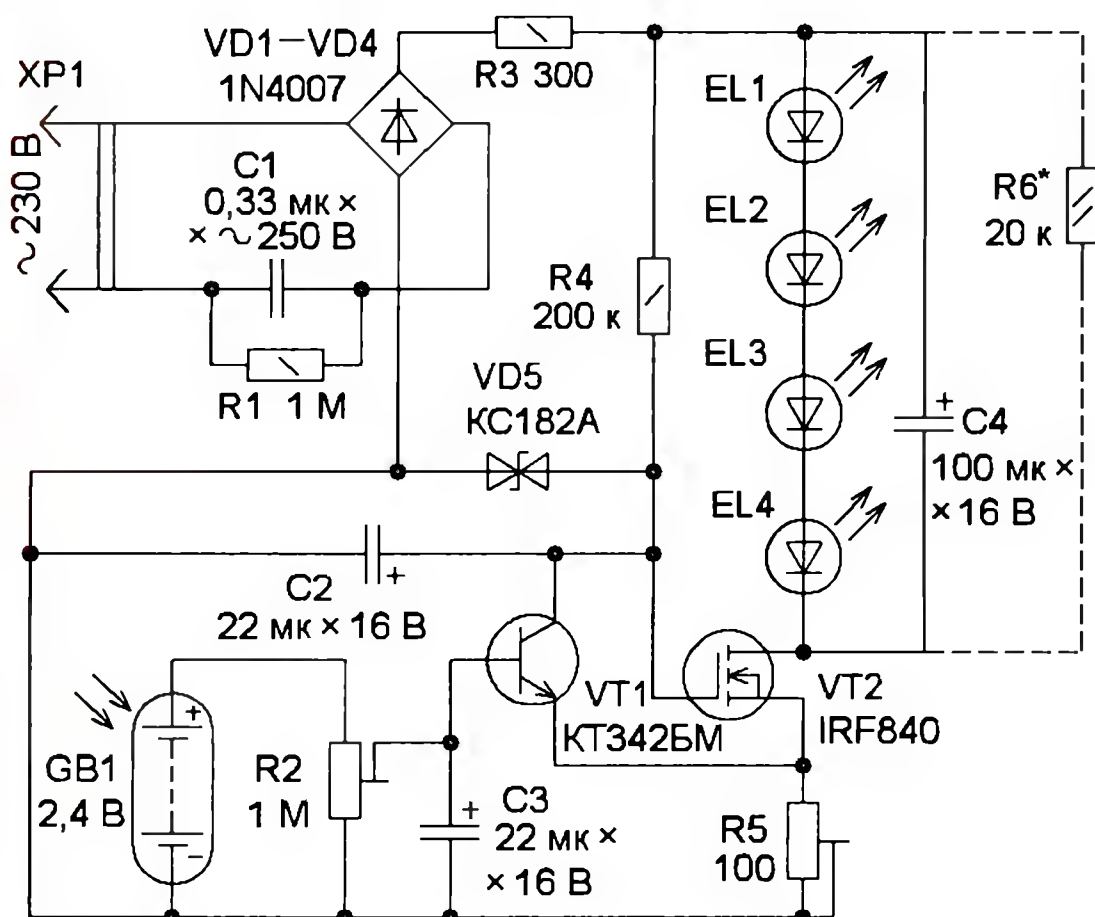 VD1–VD4
1N4007
R3 300
XP1
~230 В
C1
0,33 мк ×
× ~250 В
R1 1 М
EL1
EL2
EL3
EL4
R6*
20 к
R4
200 к
VD5
КС182А
+
C4
100 мк ×
× 16 В
C2
+
22 мк × 16 В
VT1
КТ342БМ
VT2
IRF840
+
GB1
2,4 В
–
R2
1 М
+
C3
22 мк ×
× 16 В
R5
100